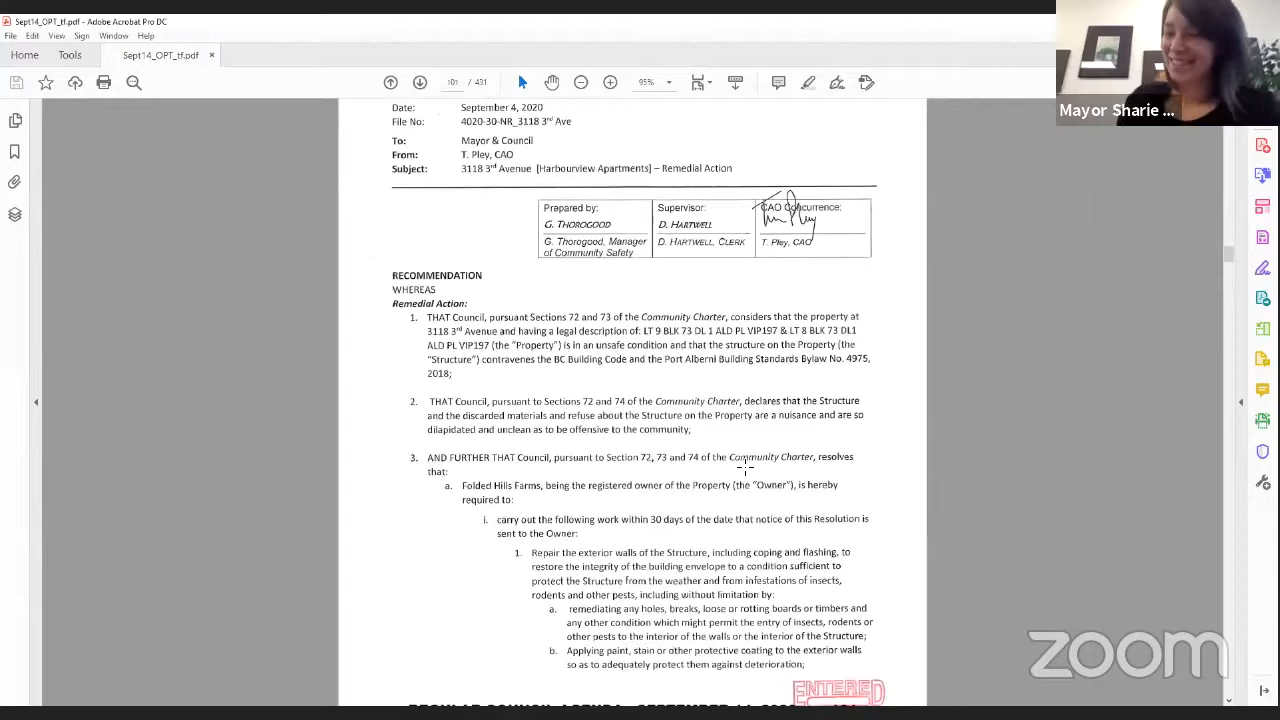 Sept14_OPT_tf.pdf - Adobe Acrobat Pro DC
File Edit View Sign Window Help
Home Tools Sept14_OPT_tf.pdf ×
101 / 431 95%
Mayor Sharie ...
Date: September 4, 2020
File No: 4020-30-NR_3118 3rd Ave
To: Mayor & Council
From: T. Pley, CAO
Subject: 3118 3rd Avenue [Harbourview Apartments] – Remedial Action
Prepared by: Supervisor: CAO Concurrence:
G. THOROGOOD D. HARTWELL Tim Pley
G. Thorogood, Manager D. HARTWELL, CLERK T. Pley, CAO
of Community Safety
RECOMMENDATION
WHEREAS
Remedial Action:
1. THAT Council, pursuant Sections 72 and 73 of the Community Charter, considers that the property at
3118 3rd Avenue and having a legal description of: LT 9 BLK 73 DL 1 ALD PL VIP197 & LT 8 BLK 73 DL1
ALD PL VIP197 (the "Property") is in an unsafe condition and that the structure on the Property (the
"Structure") contravenes the BC Building Code and the Port Alberni Building Standards Bylaw No. 4975,
2018;
2. THAT Council, pursuant to Sections 72 and 74 of the Community Charter, declares that the Structure
and the discarded materials and refuse about the Structure on the Property are a nuisance and are so
dilapidated and unclean as to be offensive to the community;
3. AND FURTHER THAT Council, pursuant to Section 72, 73 and 74 of the Community Charter, resolves
that:
a. Folded Hills Farms, being the registered owner of the Property (the "Owner"), is hereby
required to:
i. carry out the following work within 30 days of the date that notice of this Resolution is
sent to the Owner:
1. Repair the exterior walls of the Structure, including coping and flashing, to
restore the integrity of the building envelope to a condition sufficient to
protect the Structure from the weather and from infestations of insects,
rodents and other pests, including without limitation by:
a. remediating any holes, breaks, loose or rotting boards or timbers and
any other condition which might permit the entry of insects, rodents or
other pests to the interior of the walls or the interior of the Structure;
b. Applying paint, stain or other protective coating to the exterior walls
so as to adequately protect them against deterioration;
ENTERED
zoom